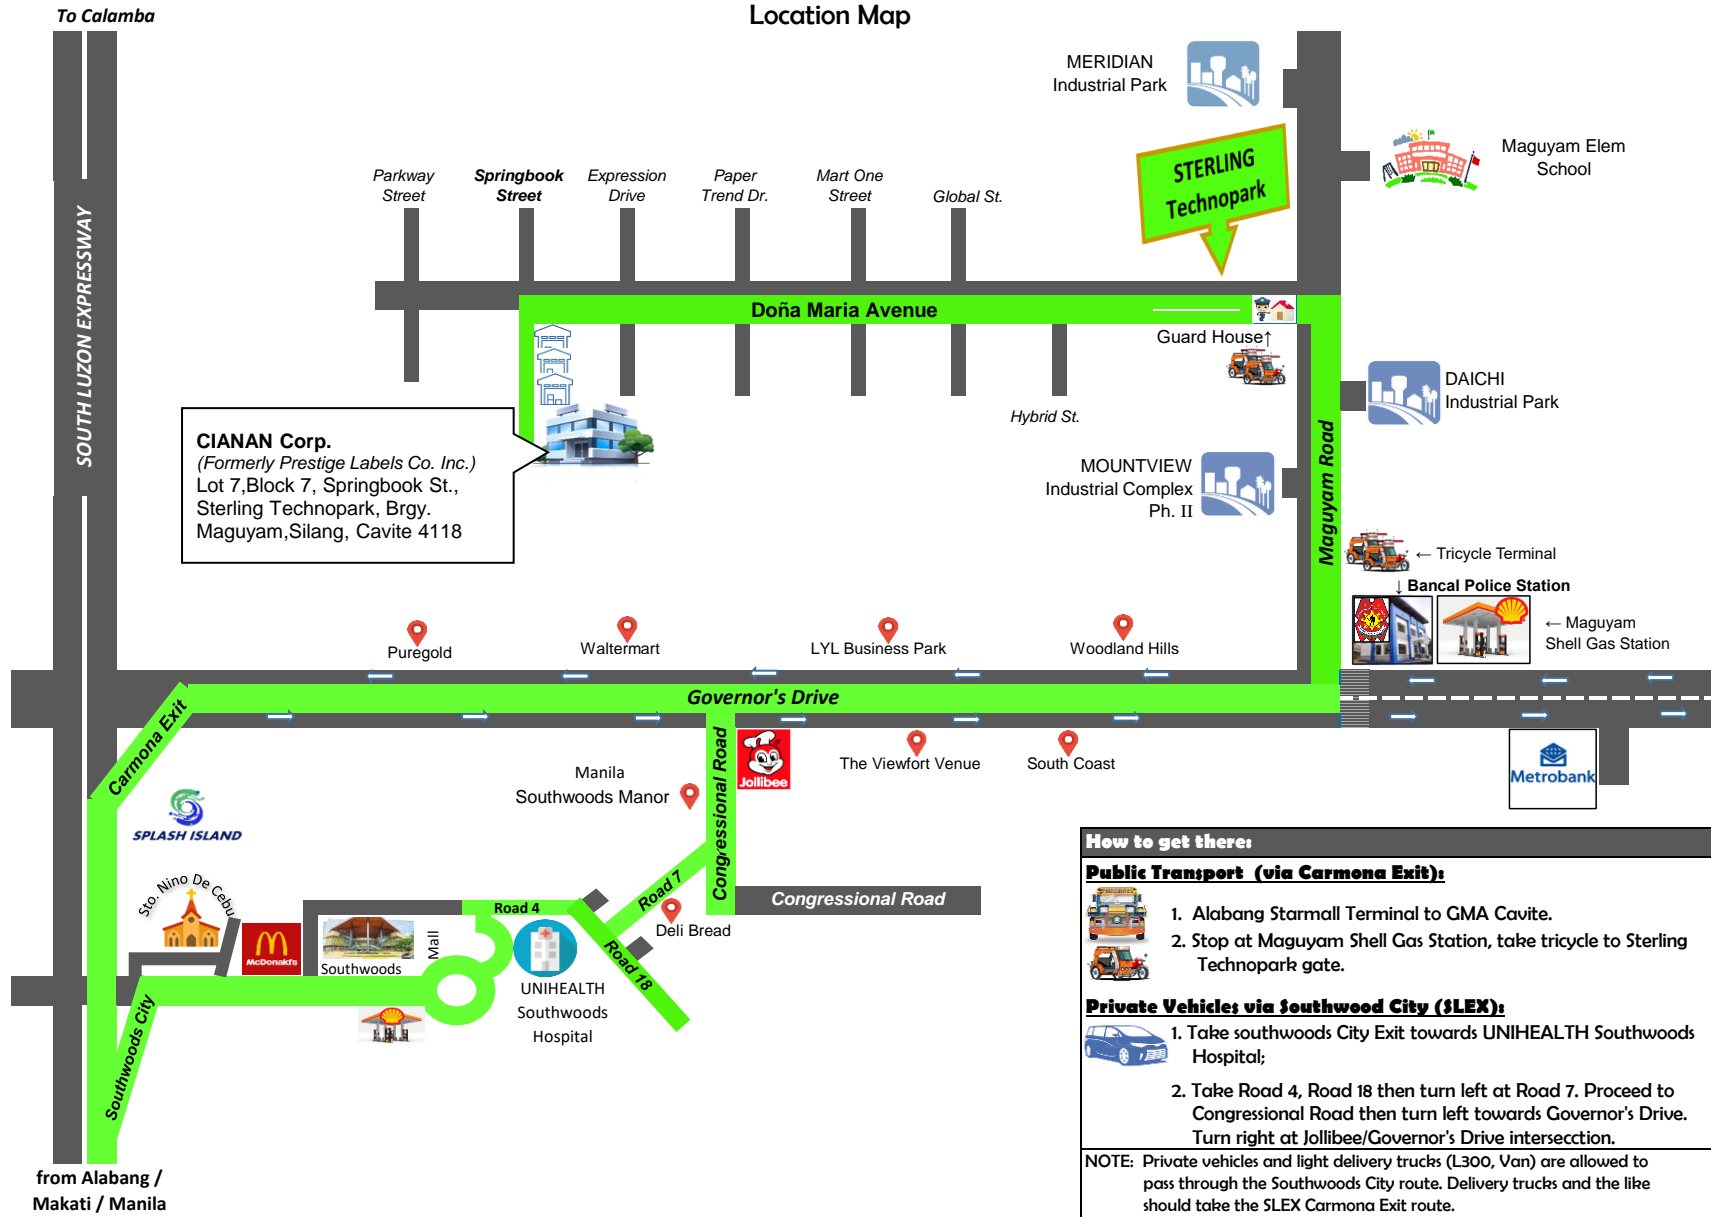 To Calamba
Location Map
MERIDIAN
Industrial Park
Maguyam Elem
School
STERLING
Technopark
Parkway
Street
Springbook
Street
Expression
Drive
Paper
Trend Dr.
Mart One
Street
Global St.
SOUTH LUZON EXPRESSWAY
Doña Maria Avenue
Guard House↑
DAICHI
Industrial Park
Hybrid St.
CIANAN Corp.
(Formerly Prestige Labels Co. Inc.)
Lot 7,Block 7, Springbook St.,
Sterling Technopark, Brgy.
Maguyam,Silang, Cavite 4118
MOUNTVIEW
Industrial Complex
Ph. II
Maguyam Road
← Tricycle Terminal
↓ Bancal Police Station
← Maguyam
Shell Gas Station
Puregold
Waltermart
LYL Business Park
Woodland Hills
Governor's Drive
Carmona Exit
Congressional Road
Jollibee
Manila
Southwoods Manor
The Viewfort Venue
South Coast
Metrobank
SPLASH ISLAND
Sto. Nino De Cebu
McDonald's
Southwoods
Mall
Road 4
Road 7
Road 18
Deli Bread
Congressional Road
UNIHEALTH
Southwoods
Hospital
Southwoods City
from Alabang /
Makati / Manila
How to get there:
Public Transport (via Carmona Exit):
1. Alabang Starmall Terminal to GMA Cavite.
2. Stop at Maguyam Shell Gas Station, take tricycle to Sterling
Technopark gate.
Private Vehicles via Southwood City (SLEX):
1. Take southwoods City Exit towards UNIHEALTH Southwoods
Hospital;
2. Take Road 4, Road 18 then turn left at Road 7. Proceed to
Congressional Road then turn left towards Governor's Drive.
Turn right at Jollibee/Governor's Drive intersecction.
NOTE: Private vehicles and light delivery trucks (L300, Van) are allowed to
pass through the Southwoods City route. Delivery trucks and the like
should take the SLEX Carmona Exit route.